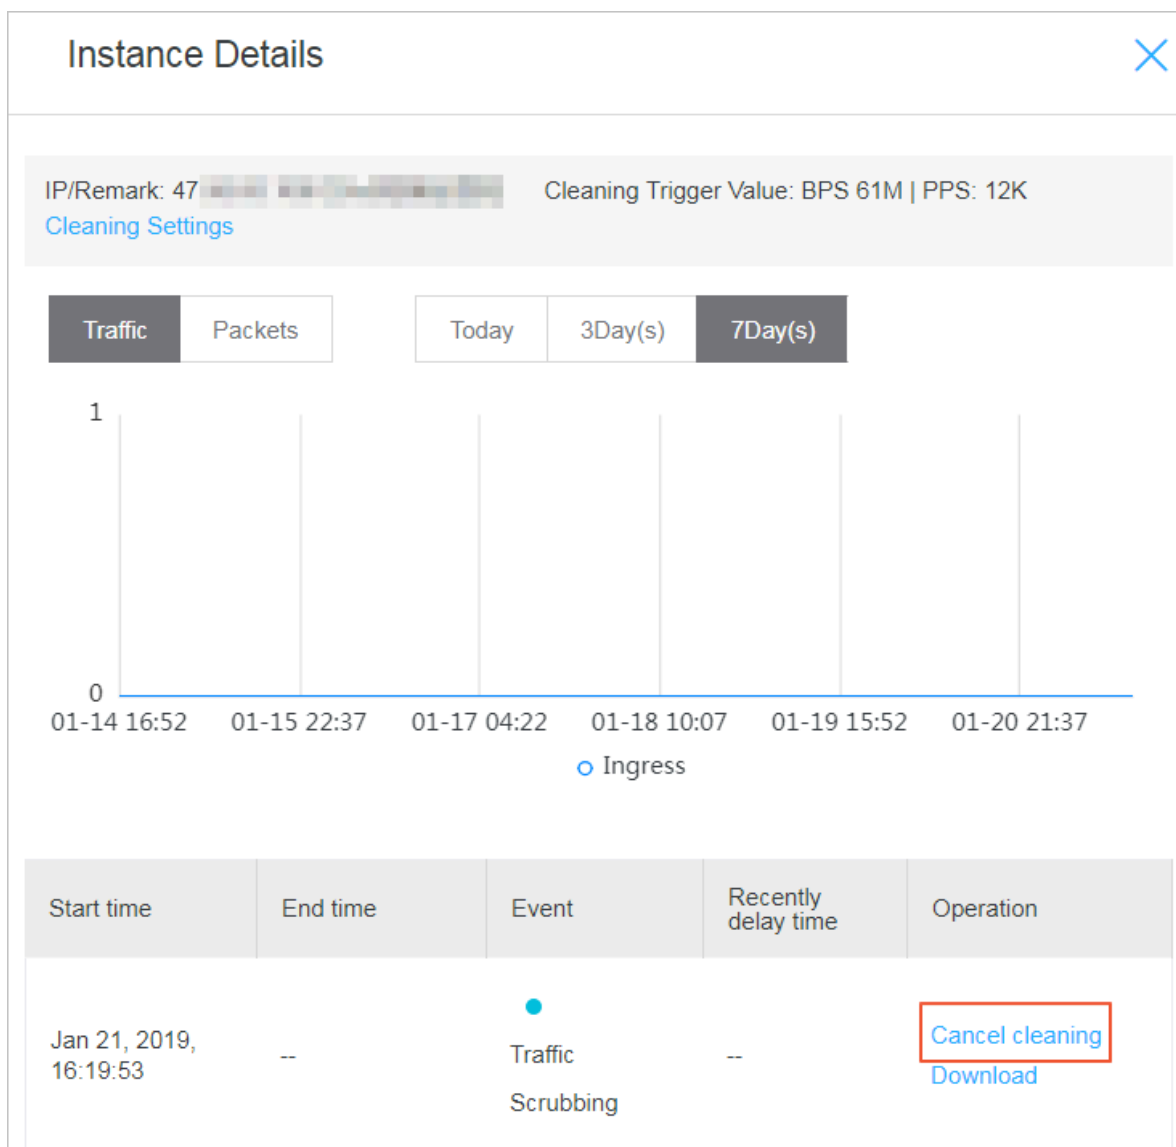 Instance Details
IP/Remark: 47
Cleaning Trigger Value: BPS 61M | PPS: 12K
Cleaning Settings
Traffic
Packets
Today
3Day(s)
7Day(s)
1
0
01-14 16:52
01-15 22:37
01-17 04:22
01-18 10:07
01-19 15:52
01-20 21:37
Ingress
Start time
End time
Event
Recently
delay time
Operation
Jan 21, 2019,
16:19:53
--
Traffic
Scrubbing
--
Cancel cleaning
Download